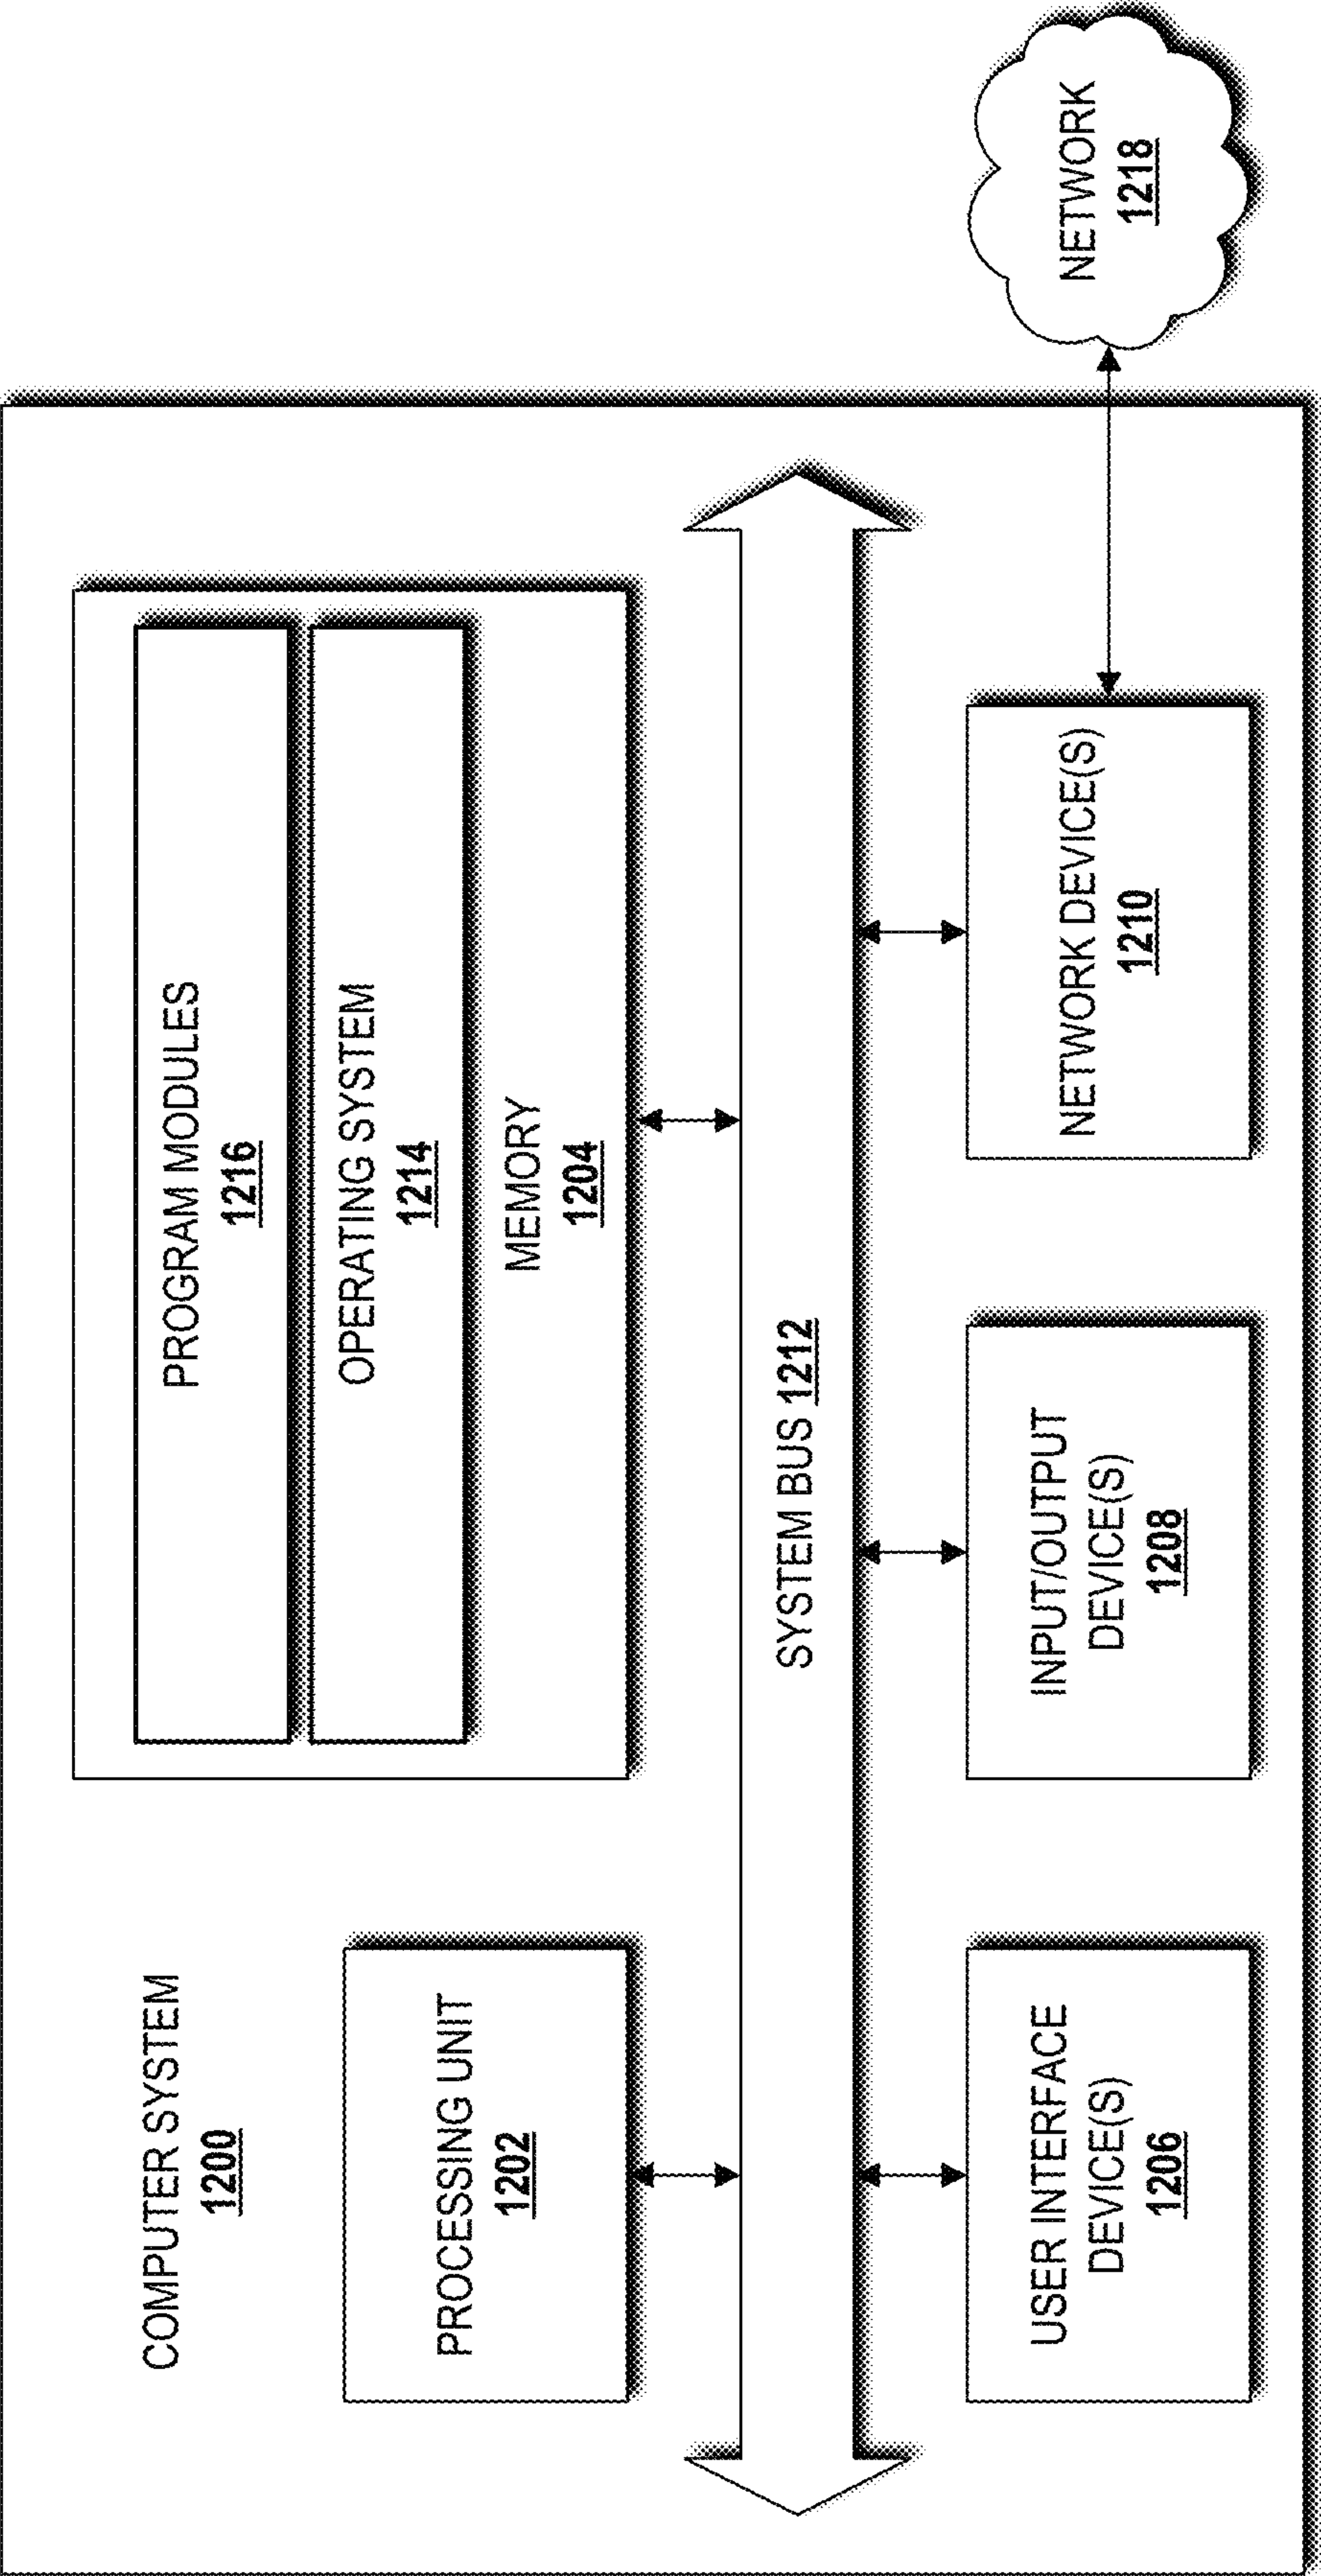 COMPUTER SYSTEM
1200
PROCESSING UNIT
1202
PROGRAM MODULES
1216
OPERATING SYSTEM
1214
MEMORY
1204
SYSTEM BUS 1212
USER INTERFACE
DEVICE(S)
1206
INPUT/OUTPUT
DEVICE(S)
1208
NETWORK DEVICE(S)
1210
NETWORK
1218